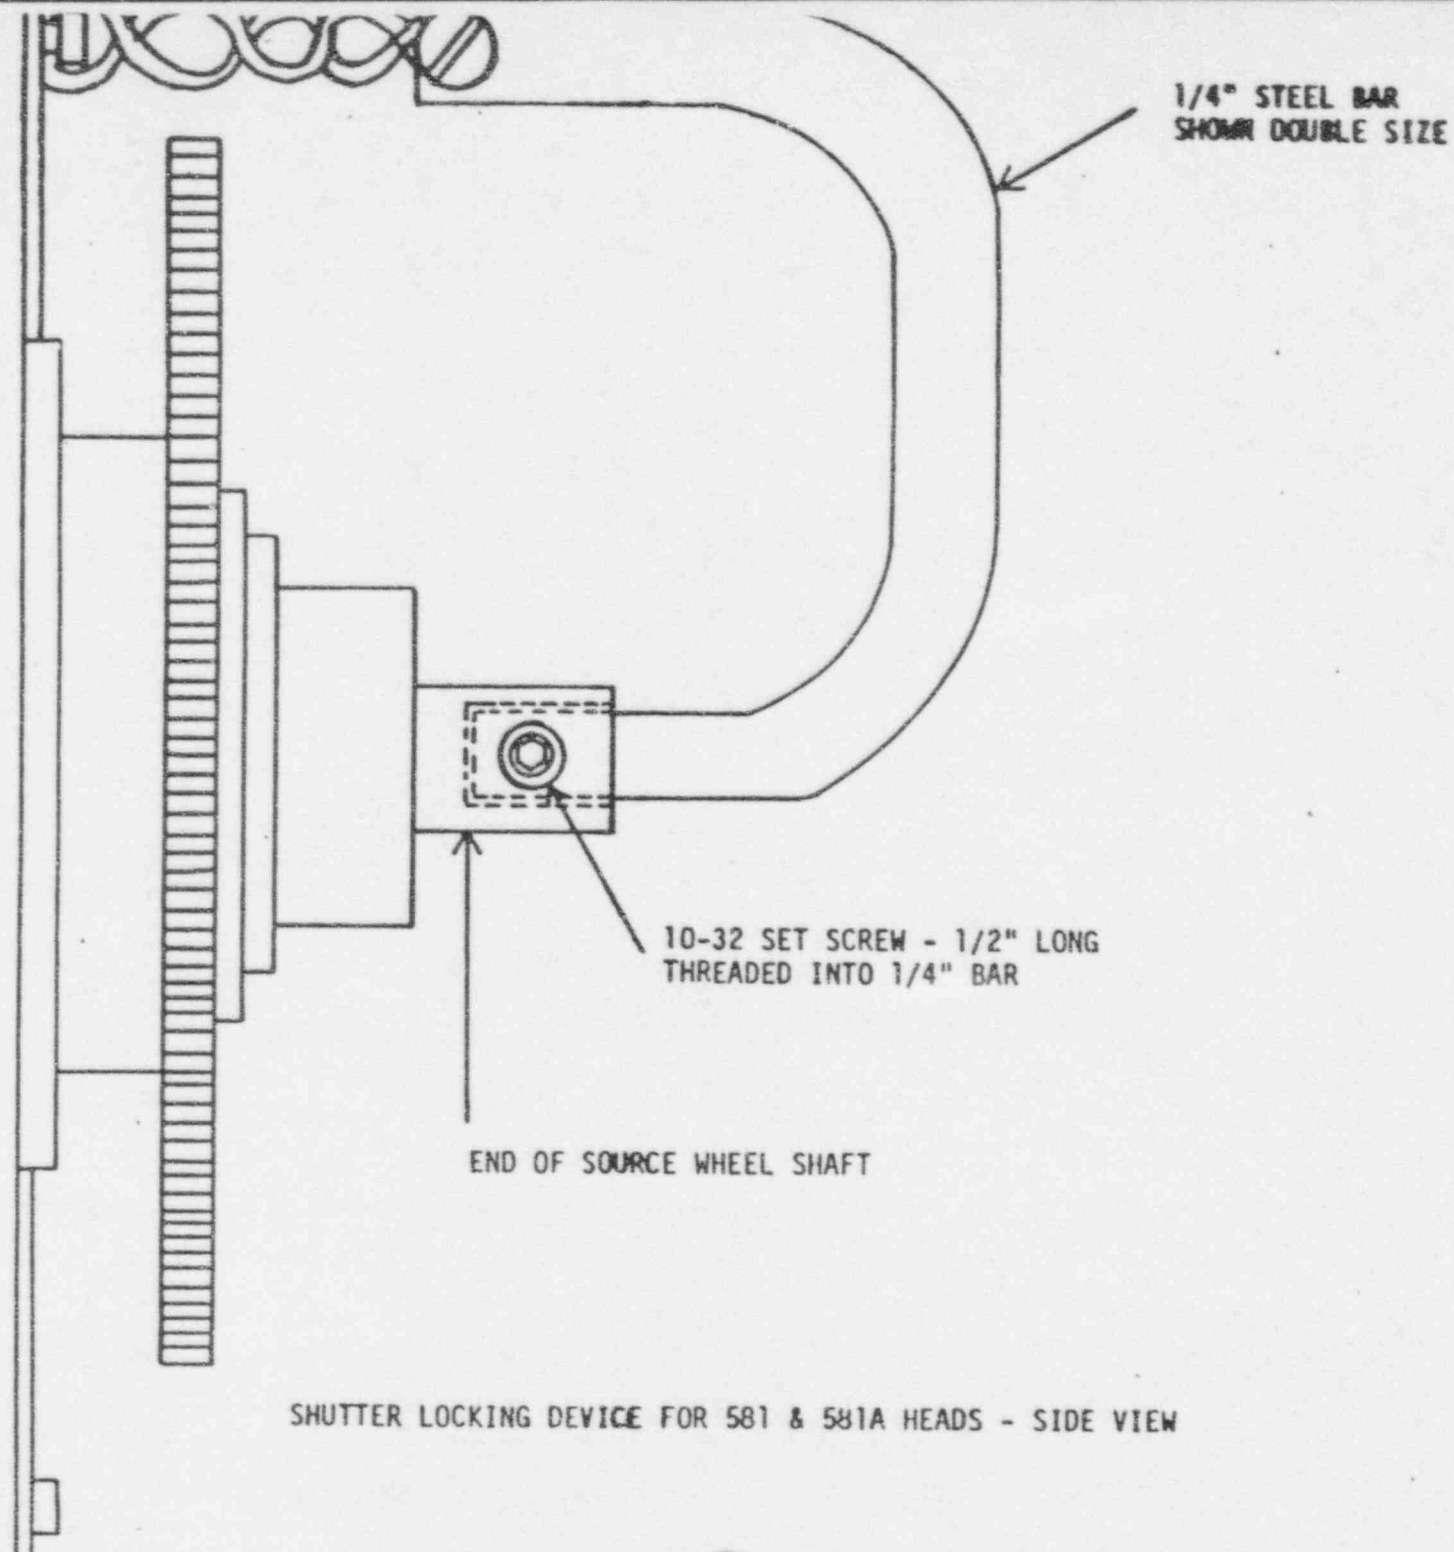 1/4" STEEL BAR
SHOWN DOUBLE SIZE
10-32 SET SCREW - 1/2" LONG
THREADED INTO 1/4" BAR
END OF SOURCE WHEEL SHAFT
SHUTTER LOCKING DEVICE FOR 581 & 581A HEADS - SIDE VIEW